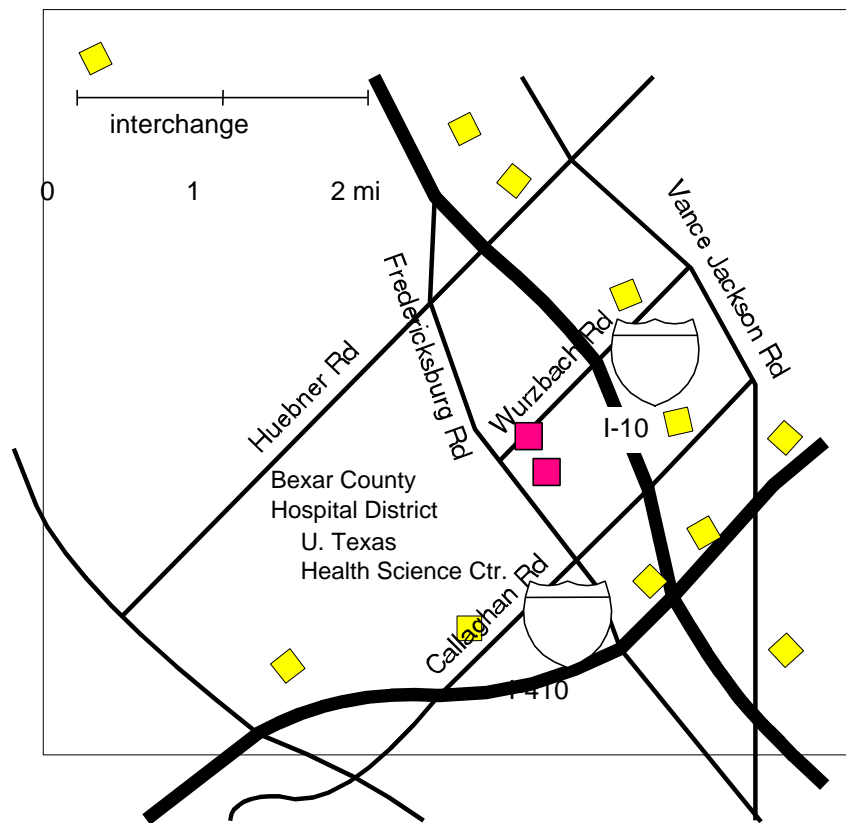 interchange
0 1 2 mi
Vance Jackson Rd
Fredericksburg Rd
Wurzbach Rd
Huebner Rd
I-10
Bexar County
Hospital District
U. Texas
Health Science Ctr.
Callaghan Rd
I-410